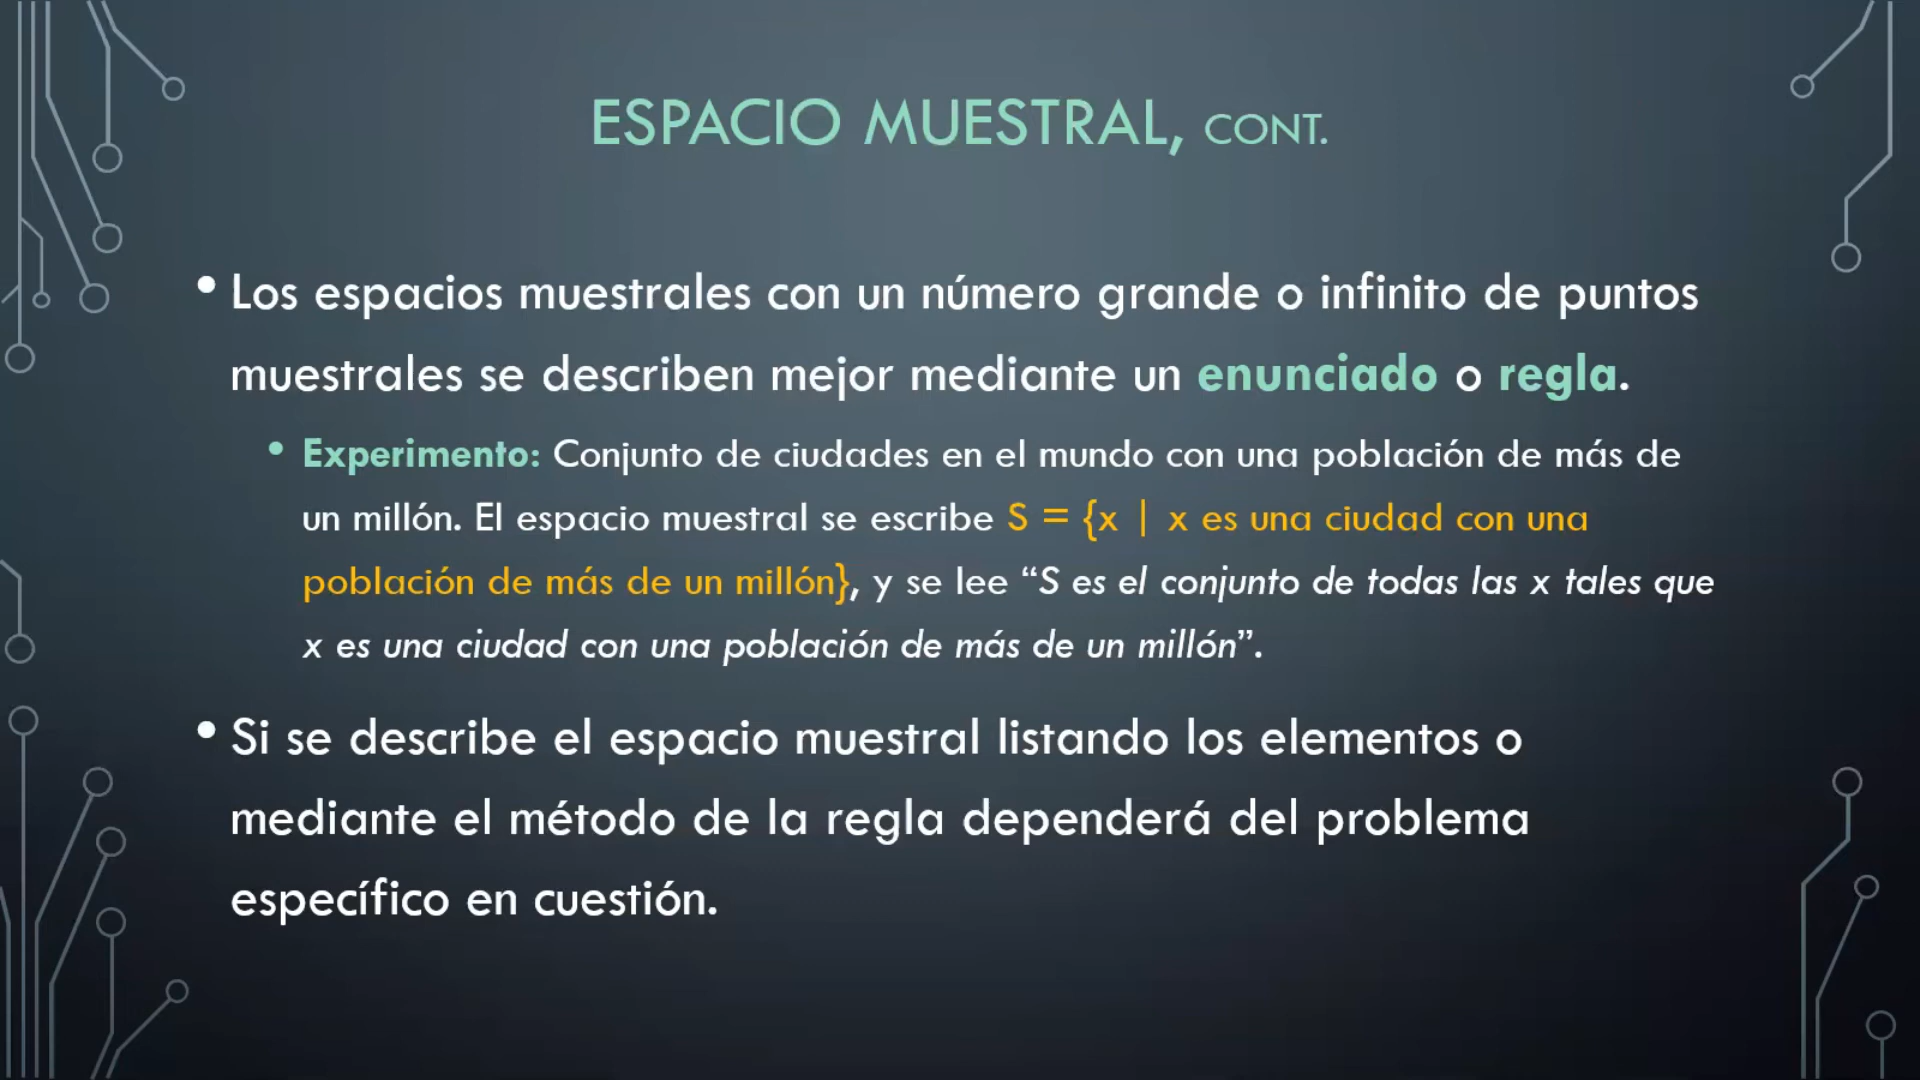 ESPACIO MUESTRAL, CONT.
• Los espacios muestrales con un número grande o infinito de puntos
muestrales se describen mejor mediante un enunciado o regla.
• Experimento: Conjunto de ciudades en el mundo con una población de más de
un millón. El espacio muestral se escribe S = {x | x es una ciudad con una
población de más de un millón}, y se lee “S es el conjunto de todas las x tales que
x es una ciudad con una población de más de un millón”.
• Si se describe el espacio muestral listando los elementos o
mediante el método de la regla dependerá del problema
específico en cuestión.